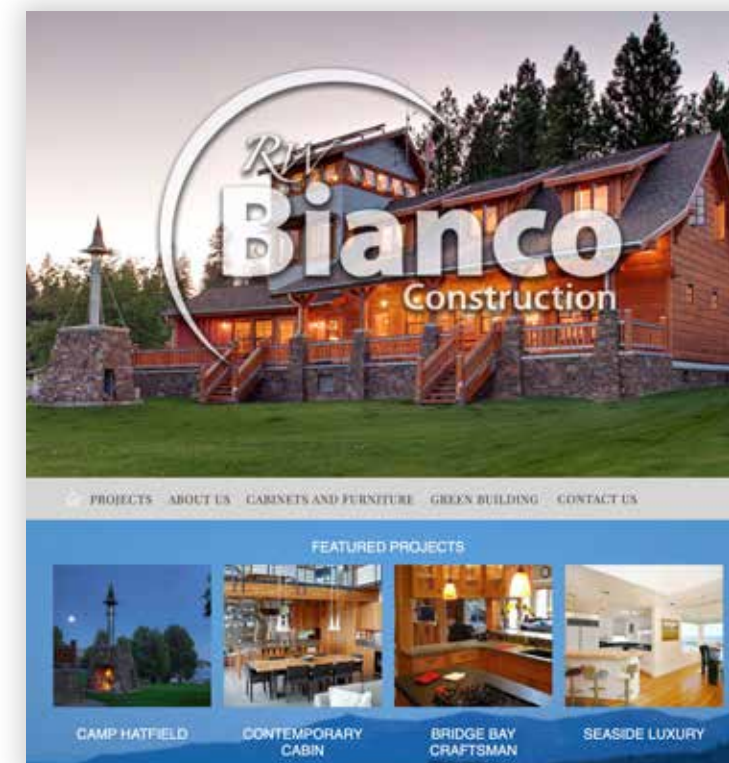 RW
Bianco
Construction
PROJECTS ABOUT US CABINETS AND FURNITURE GREEN BUILDING CONTACT US
FEATURED PROJECTS
CAMP HATFIELD
CONTEMPORARY CABIN
BRIDGE BAY CRAFTSMAN
SEASIDE LUXURY